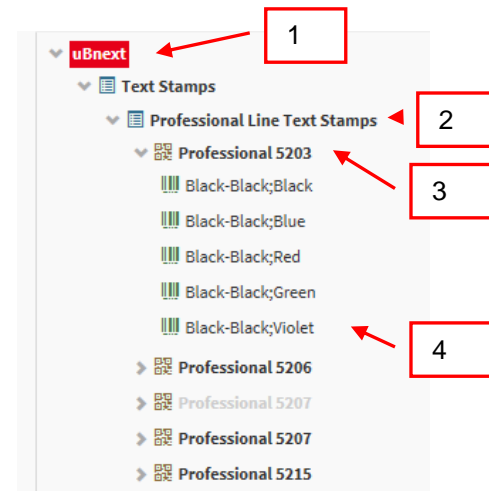 1
uBnext
Text Stamps
Professional Line Text Stamps
2
Professional 5203
3
Black-Black;Black
Black-Black;Blue
Black-Black;Red
Black-Black;Green
Black-Black;Violet
4
Professional 5206
Professional 5207
Professional 5207
Professional 5215